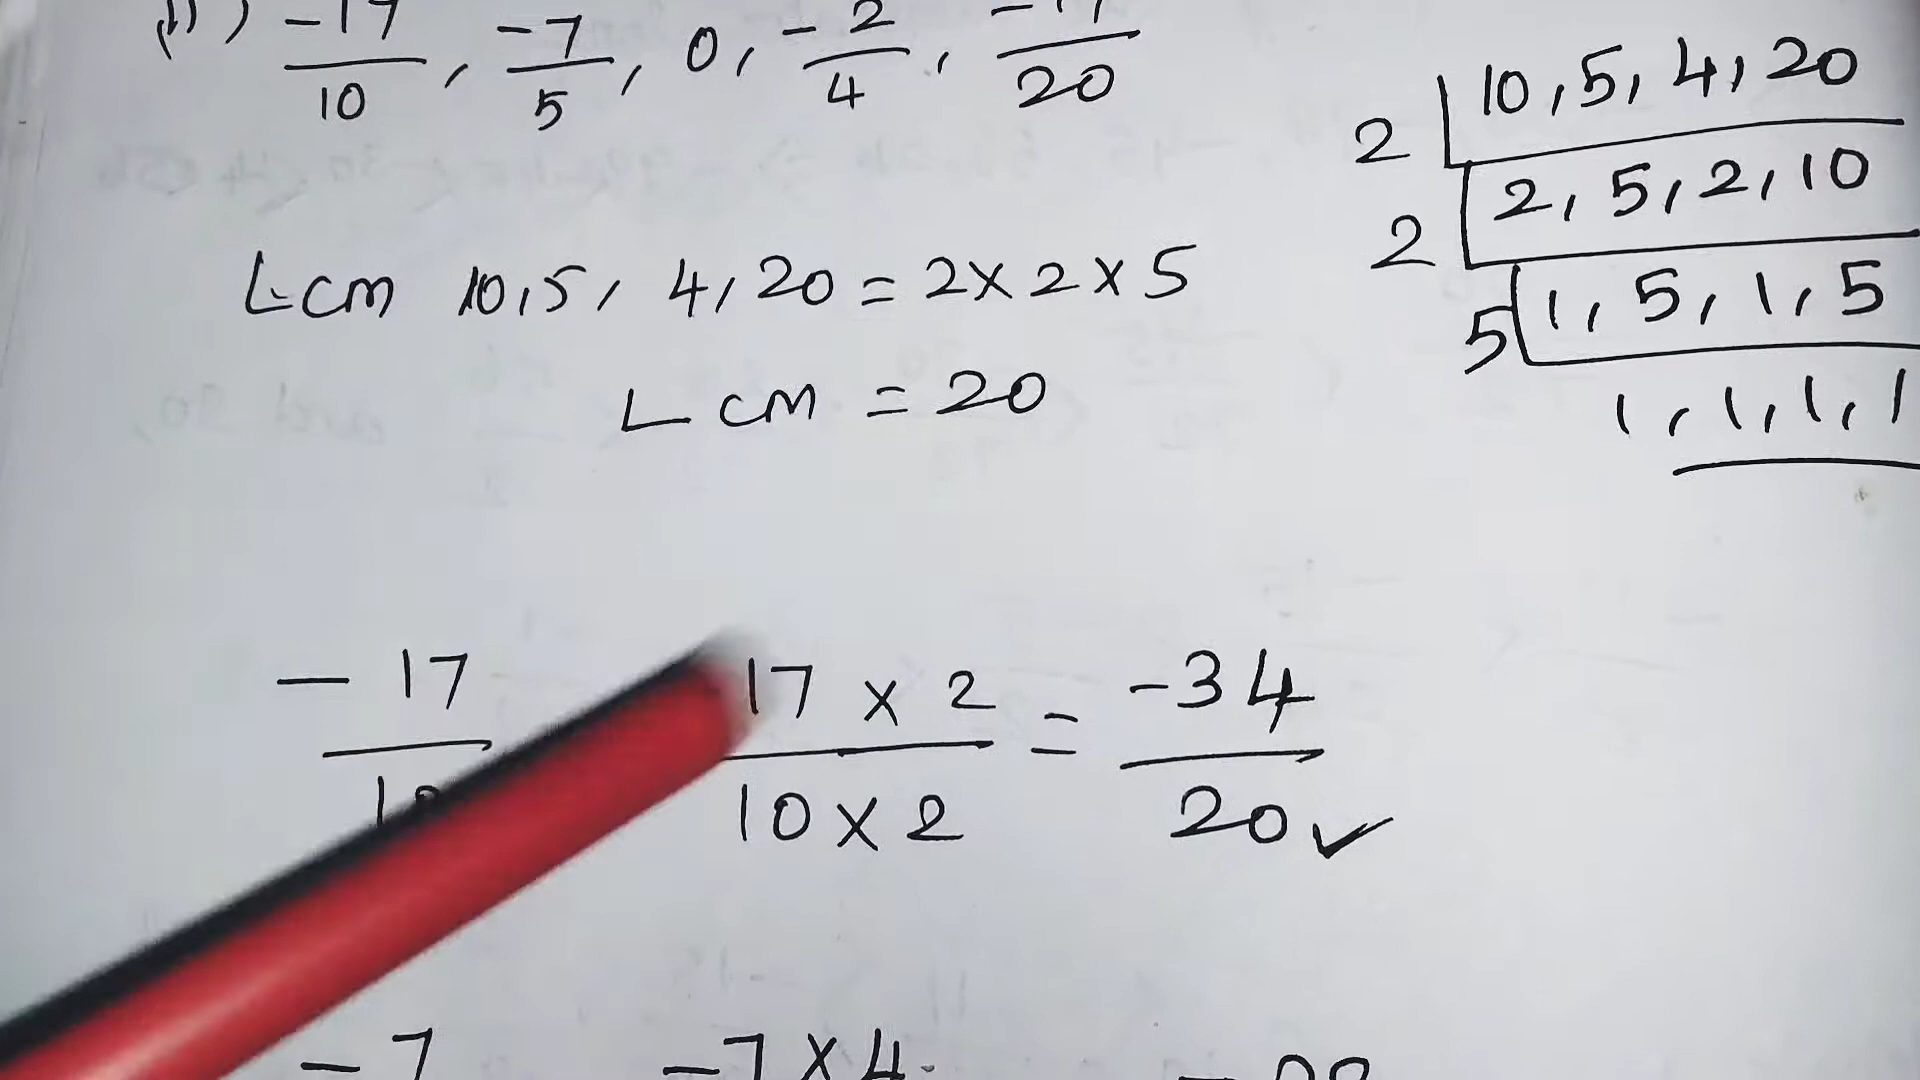 -17/10, -7/5, 0, -2/4, /20
2 | 10, 5, 4, 20
2 | 2, 5, 2, 10
5 | 1, 5, 1, 5
1, 1, 1, 1
Lcm 10, 5, 4, 20 = 2 x 2 x 5
Lcm = 20
-17/10 17 x 2/10 x 2 = -34/20 ✓
-7 -7 x 4